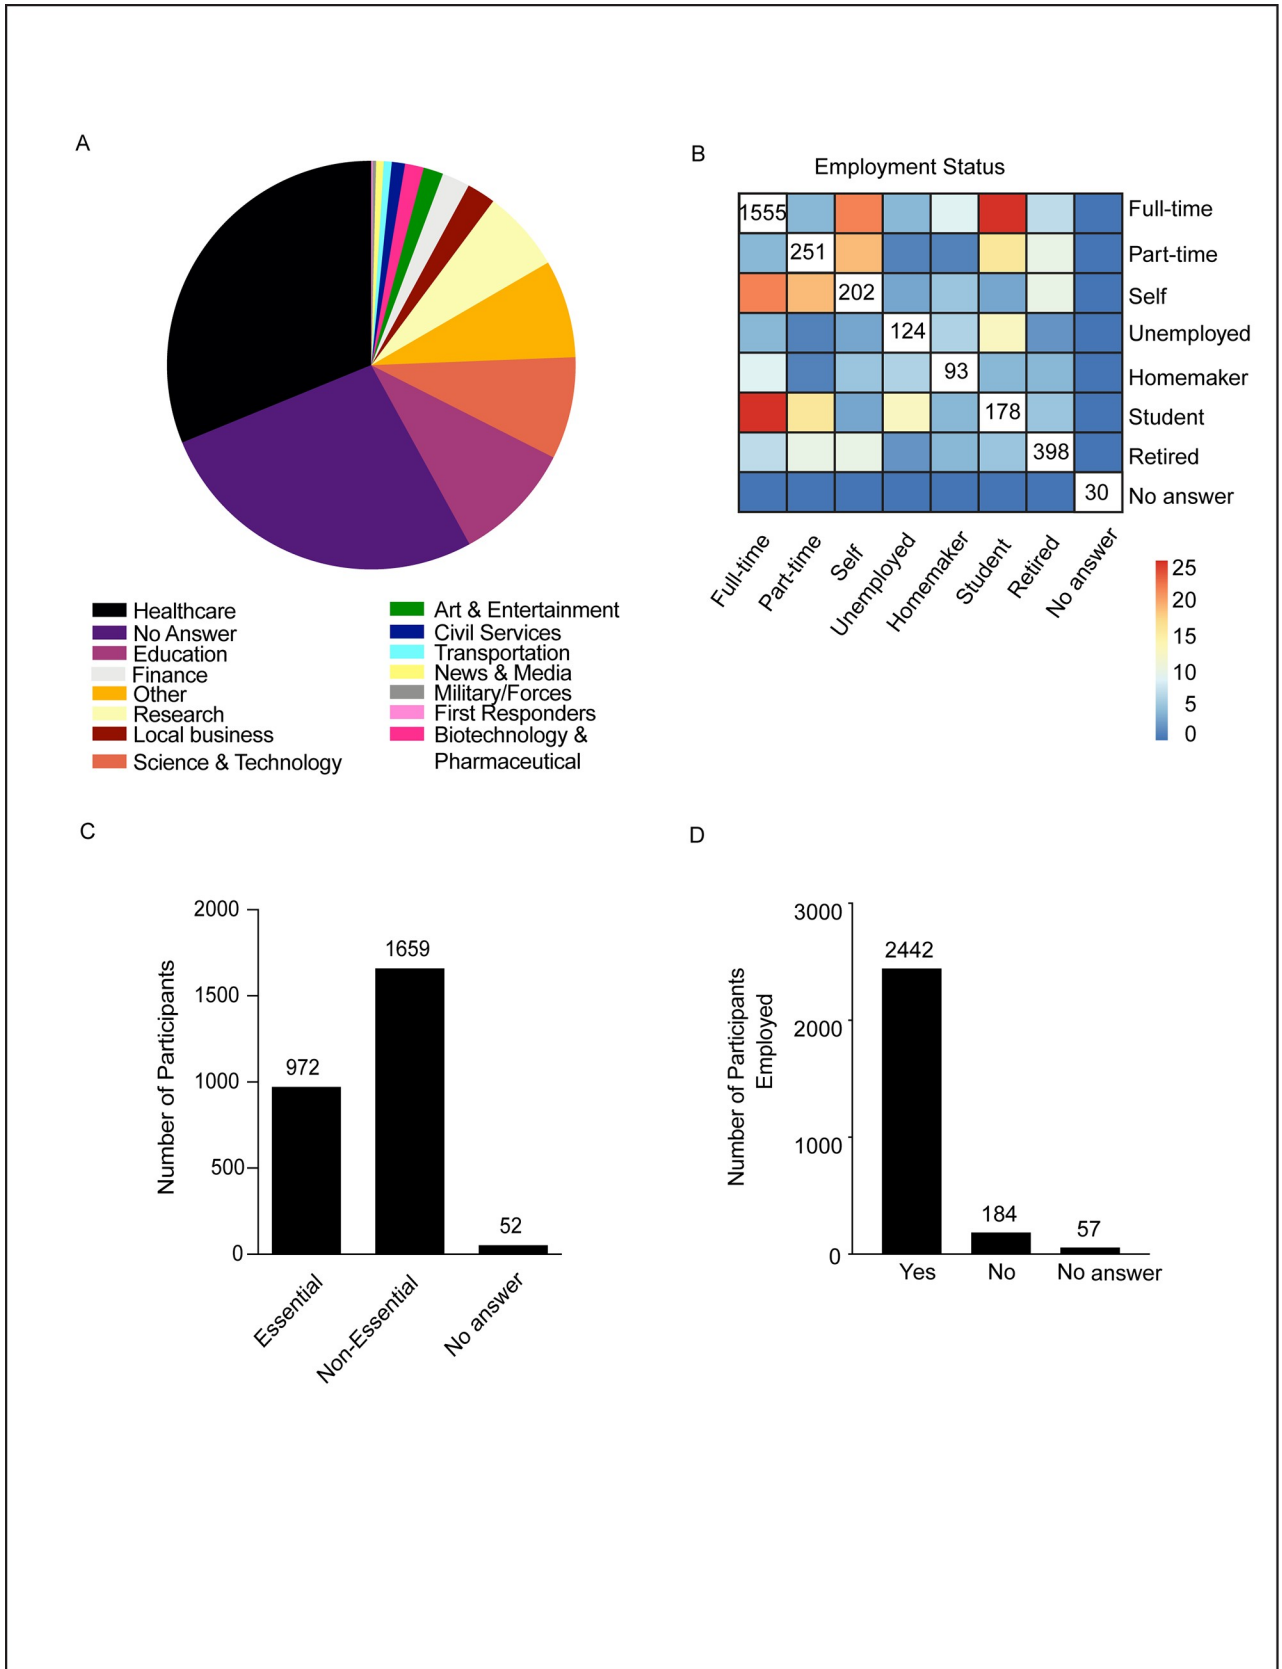 A
Healthcare
No Answer
Education
Finance
Other
Research
Local business
Science & Technology
Art & Entertainment
Civil Services
Transportation
News & Media
Military/Forces
First Responders
Biotechnology &
Pharmaceutical
B
Employment Status
1555
Full-time
251
Part-time
202
Self
124
Unemployed
93
Homemaker
178
Student
398
Retired
30
No answer
Full-time
Part-time
Self
Unemployed
Homemaker
Student
Retired
No answer
25
20
15
10
5
0
C
Number of Participants
2000
1500
1000
500
0
972
1659
52
Essential
Non-Essential
No answer
D
Number of Participants
Employed
3000
2000
1000
0
2442
184
57
Yes
No
No answer